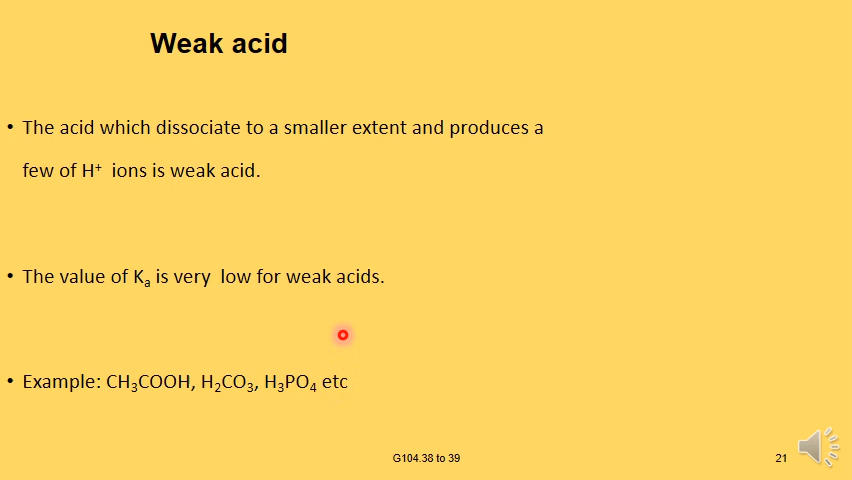 Weak acid
• The acid which dissociate to a smaller extent and produces a
few of H⁺ ions is weak acid.
• The value of Kₐ is very low for weak acids.
• Example: CH₃COOH, H₂CO₃, H₃PO₄ etc
G104.38 to 39
21